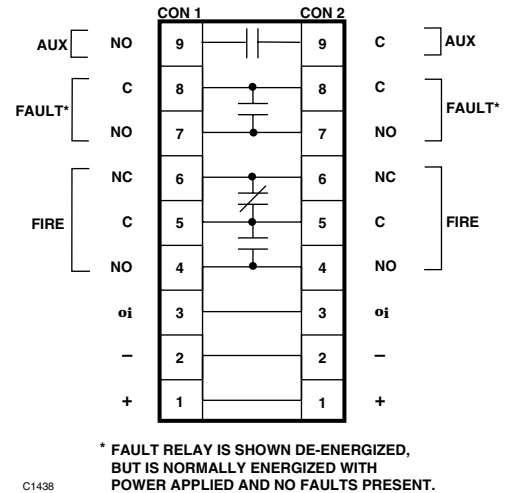 CON 1 CON 2
AUX NO 9 9 C AUX
C 8 8 C
FAULT* FAULT*
NO 7 7 NO
NC 6 6 NC
FIRE C 5 5 C FIRE
NO 4 4 NO
oi 3 3 oi
– 2 2 –
+ 1 1 +
* FAULT RELAY IS SHOWN DE-ENERGIZED,
BUT IS NORMALLY ENERGIZED WITH
C1438 POWER APPLIED AND NO FAULTS PRESENT.